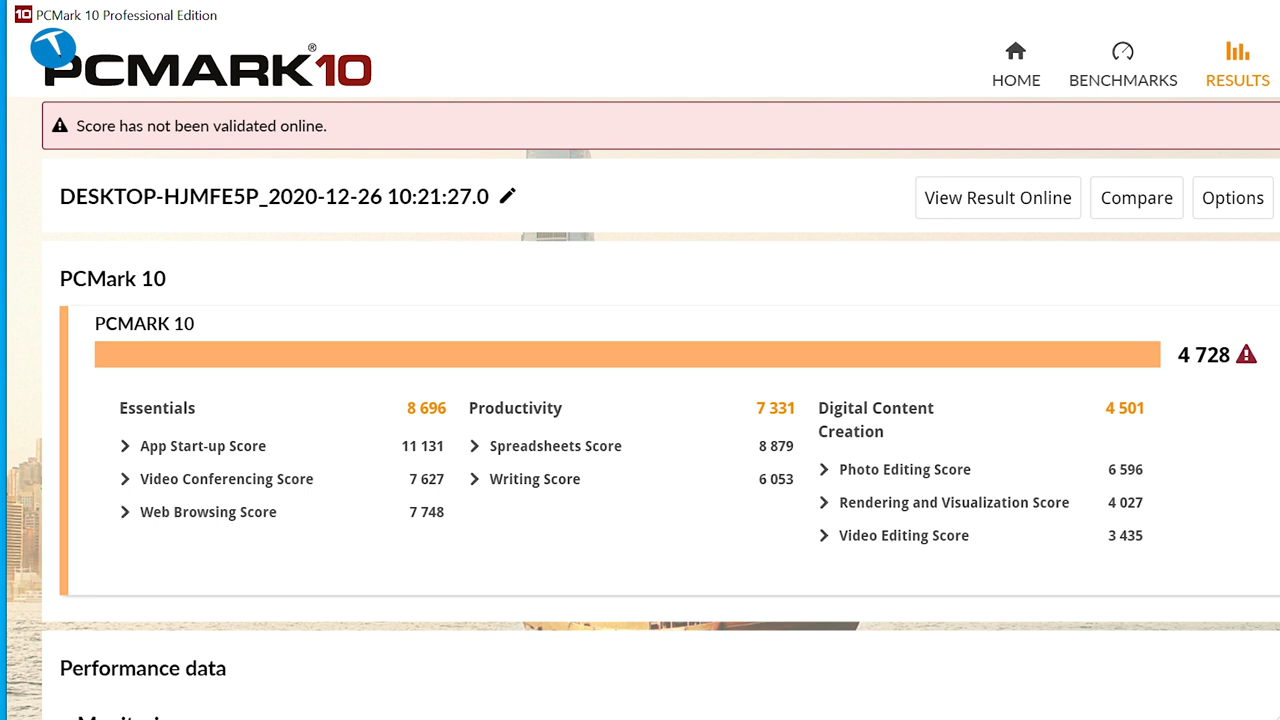 10 PCMark 10 Professional Edition
PCMARK®10
HOME
BENCHMARKS
RESULTS
Score has not been validated online.
DESKTOP-HJMFE5P_2020-12-26 10:21:27.0
View Result Online
Compare
Options
PCMark 10
PCMARK 10
4 728
Essentials 8 696
App Start-up Score 11 131
Video Conferencing Score 7 627
Web Browsing Score 7 748
Productivity 7 331
Spreadsheets Score 8 879
Writing Score 6 053
Digital Content 4 501
Creation
Photo Editing Score 6 596
Rendering and Visualization Score 4 027
Video Editing Score 3 435
Performance data